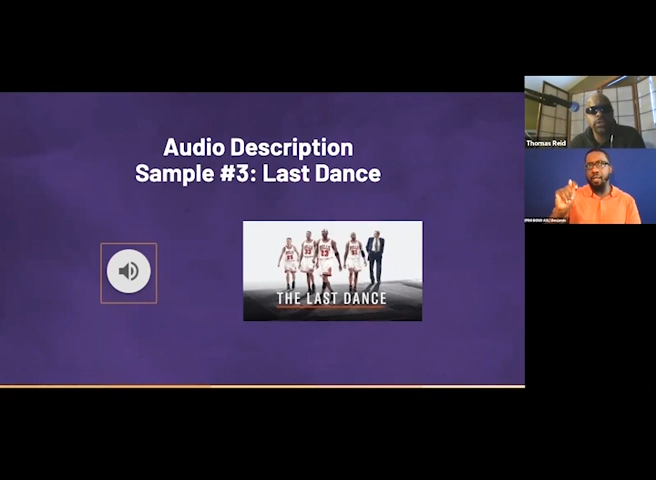 Audio Description
Sample #3: Last Dance
THE LAST DANCE
Thomas Reid